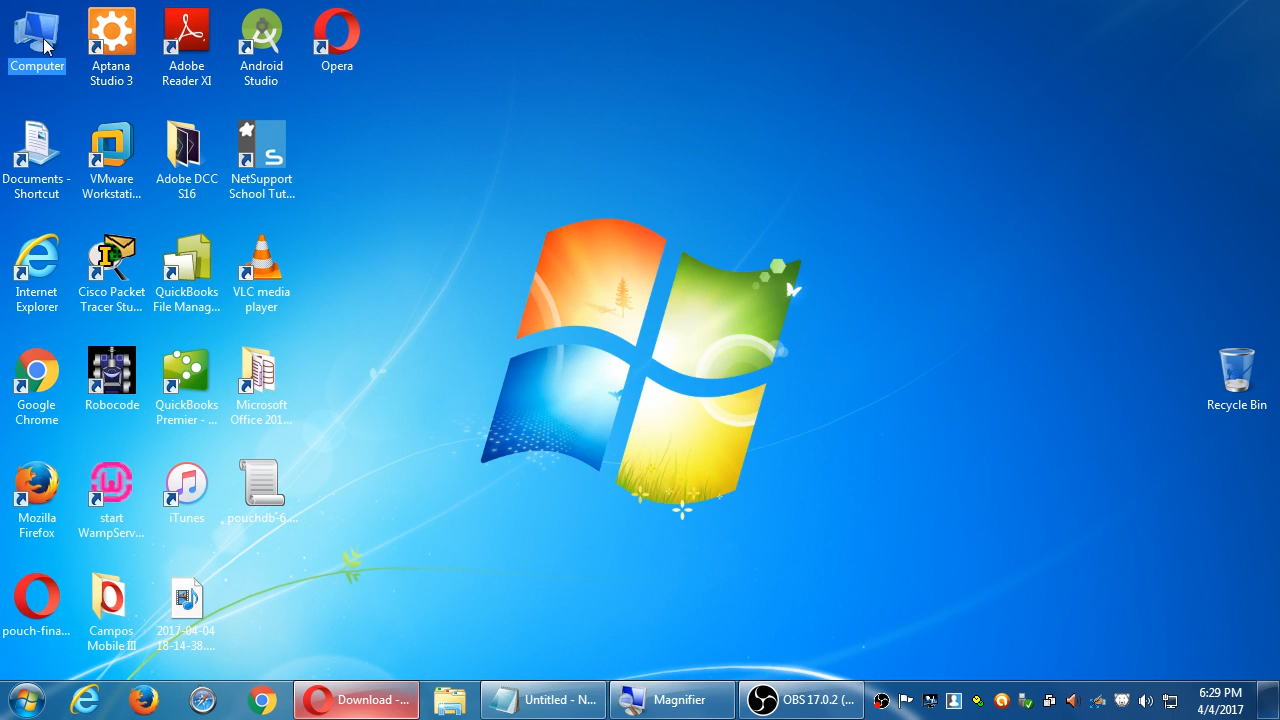 Computer
Aptana
Studio 3
Adobe
Reader XI
Android
Studio
Opera
Documents -
Shortcut
VMware
Workstati...
Adobe DCC
S16
NetSupport
School Tut...
Internet
Explorer
Cisco Packet
Tracer Stu...
QuickBooks
File Manag...
VLC media
player
Google
Chrome
Robocode
QuickBooks
Premier - ...
Microsoft
Office 201...
Recycle Bin
Mozilla
Firefox
start
WampServ...
iTunes
pouchdb-6....
pouch-fina...
Campos
Mobile III
2017-04-04
18-14-38....
Download -...
Untitled - N...
Magnifier
OBS 17.0.2 (...
6:29 PM
4/4/2017